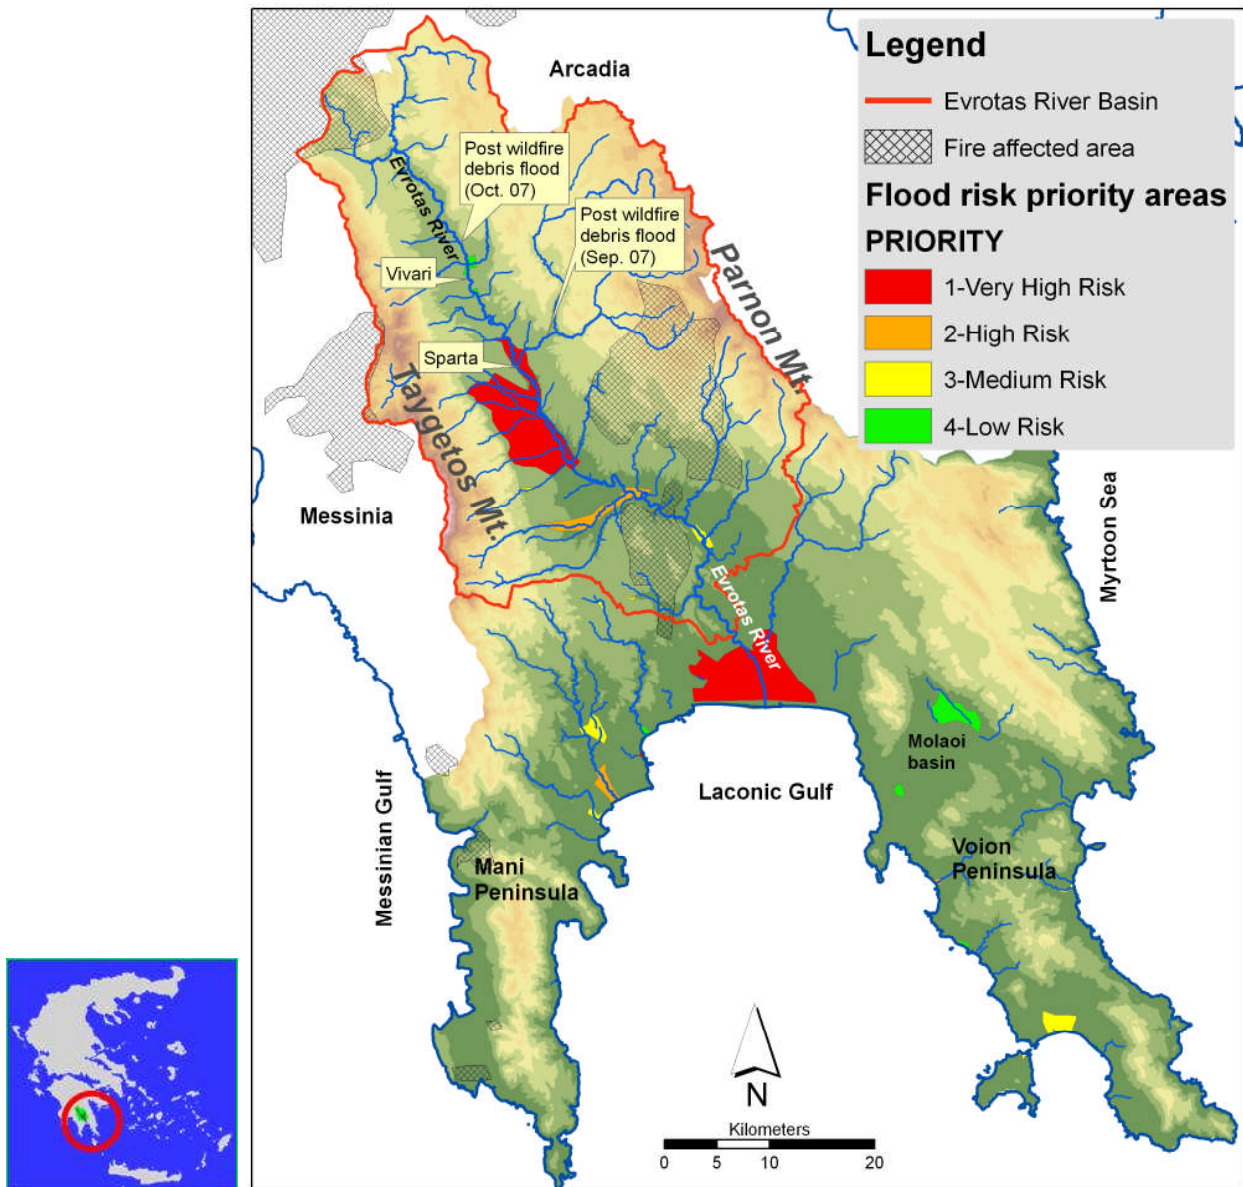 Legend
Evrotas River Basin
Fire affected area
Flood risk priority areas
PRIORITY
1-Very High Risk
2-High Risk
3-Medium Risk
4-Low Risk
Arcadia
Post wildfire
debris flood
(Oct. 07)
Evrotas River
Post wildfire
debris flood
(Sep. 07)
Vivari
Parnon Mt.
Sparta
Taygetos Mt.
Messinia
Myrtoon Sea
Evrotas River
Molaoi
basin
Laconic Gulf
Messinian Gulf
Mani
Peninsula
Voion
Peninsula
N
Kilometers
0 5 10 20